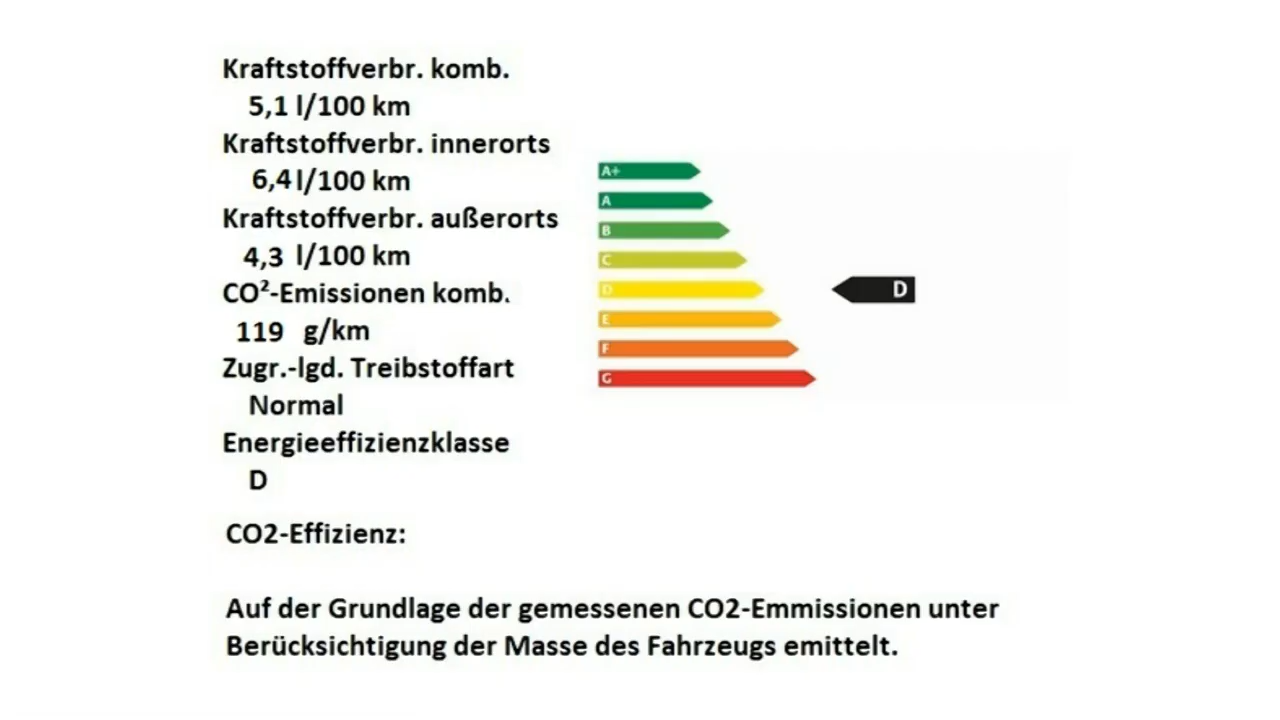 Kraftstoffverbr. komb.
5,1 l/100 km
Kraftstoffverbr. innerorts
6,4 l/100 km
Kraftstoffverbr. außerorts
4,3 l/100 km
CO²-Emissionen komb.
119 g/km
Zugr.-lgd. Treibstoffart
Normal
Energieeffizienzklasse
D
A+
A
B
C
D
D
E
F
G
CO2-Effizienz:
Auf der Grundlage der gemessenen CO2-Emmissionen unter
Berücksichtigung der Masse des Fahrzeugs emittelt.